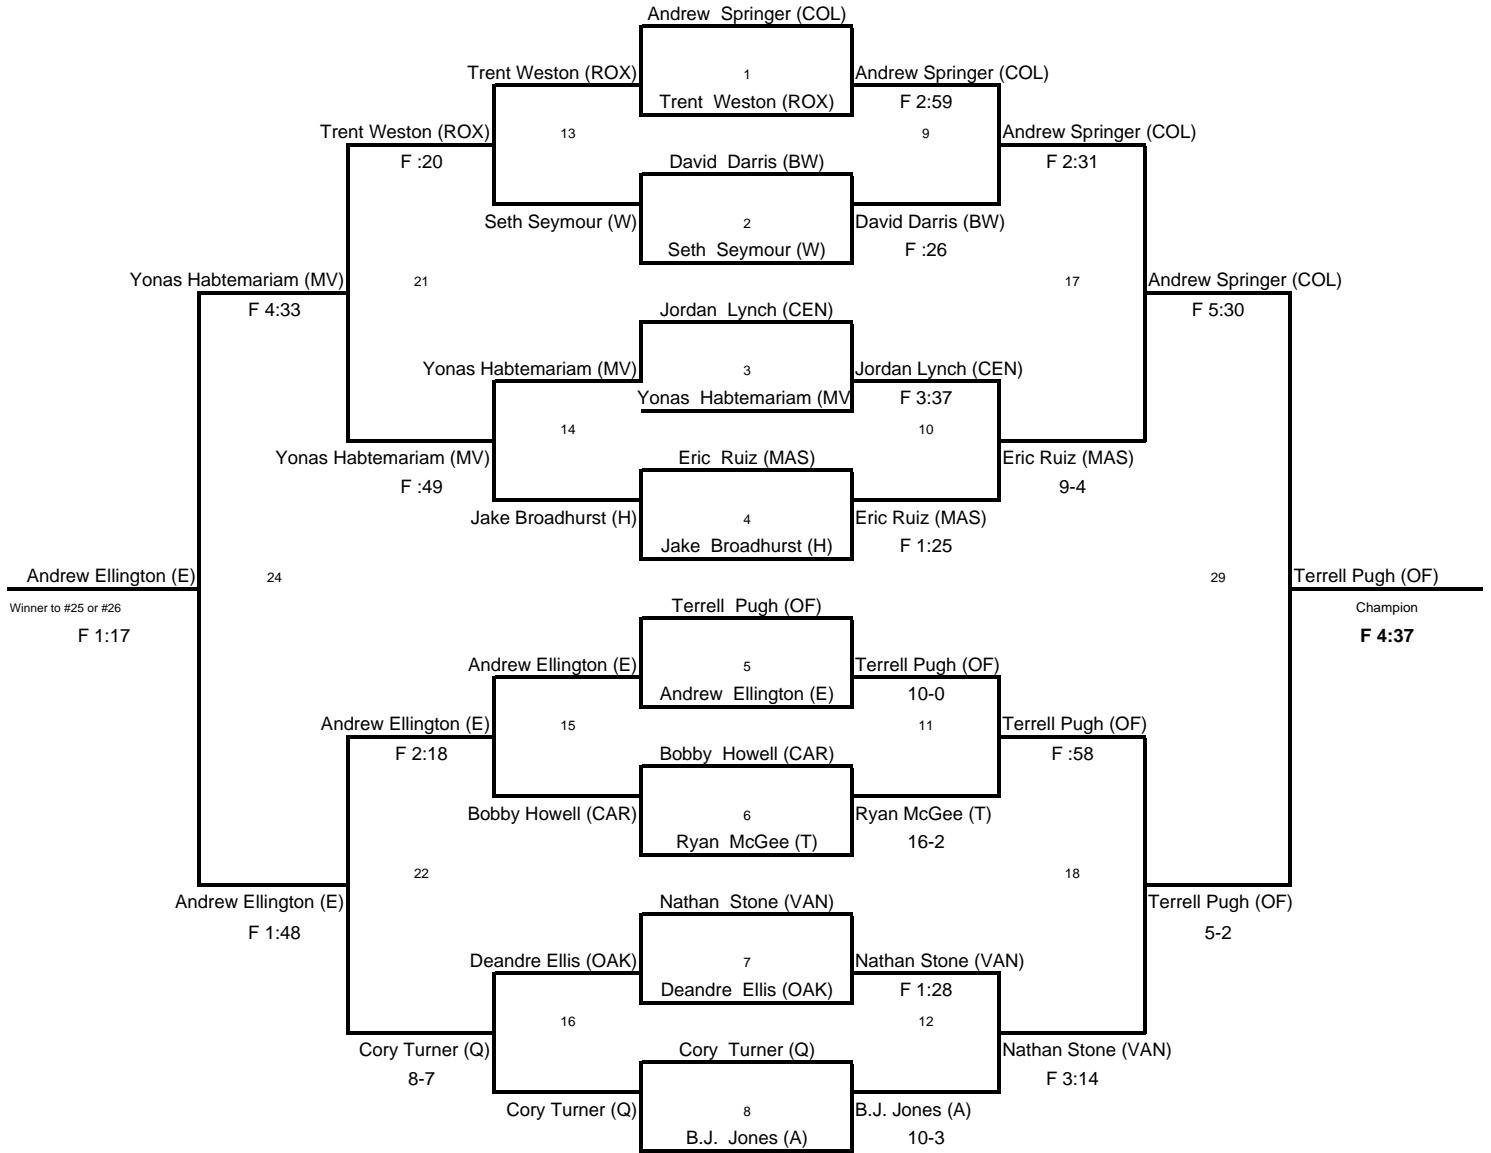 Andrew Springer (COL)
Trent Weston (ROX) 1 Andrew Springer (COL)
Trent Weston (ROX) F 2:59
Trent Weston (ROX) 13 9 Andrew Springer (COL)
F :20 David Darris (BW) F 2:31
Seth Seymour (W) 2 David Darris (BW)
Seth Seymour (W) F :26
Yonas Habtemariam (MV) 21 17 Andrew Springer (COL)
F 4:33 Jordan Lynch (CEN) F 5:30
Yonas Habtemariam (MV) 3 Jordan Lynch (CEN)
Yonas Habtemariam (MV F 3:37
14 10
Yonas Habtemariam (MV) Eric Ruiz (MAS) Eric Ruiz (MAS)
F :49 9-4
Jake Broadhurst (H) 4 Eric Ruiz (MAS)
Jake Broadhurst (H) F 1:25
Andrew Ellington (E) 24 29 Terrell Pugh (OF)
Winner to #25 or #26 Terrell Pugh (OF) Champion
F 1:17 F 4:37
Andrew Ellington (E) 5 Terrell Pugh (OF)
Andrew Ellington (E) 10-0
Andrew Ellington (E) 15 11 Terrell Pugh (OF)
F 2:18 Bobby Howell (CAR) F :58
Bobby Howell (CAR) 6 Ryan McGee (T)
Ryan McGee (T) 16-2
22 18
Andrew Ellington (E) Nathan Stone (VAN) Terrell Pugh (OF)
F 1:48 5-2
Deandre Ellis (OAK) 7 Nathan Stone (VAN)
Deandre Ellis (OAK) F 1:28
16 12
Cory Turner (Q) Cory Turner (Q) Nathan Stone (VAN)
8-7 F 3:14
Cory Turner (Q) 8 B.J. Jones (A)
B.J. Jones (A) 10-3